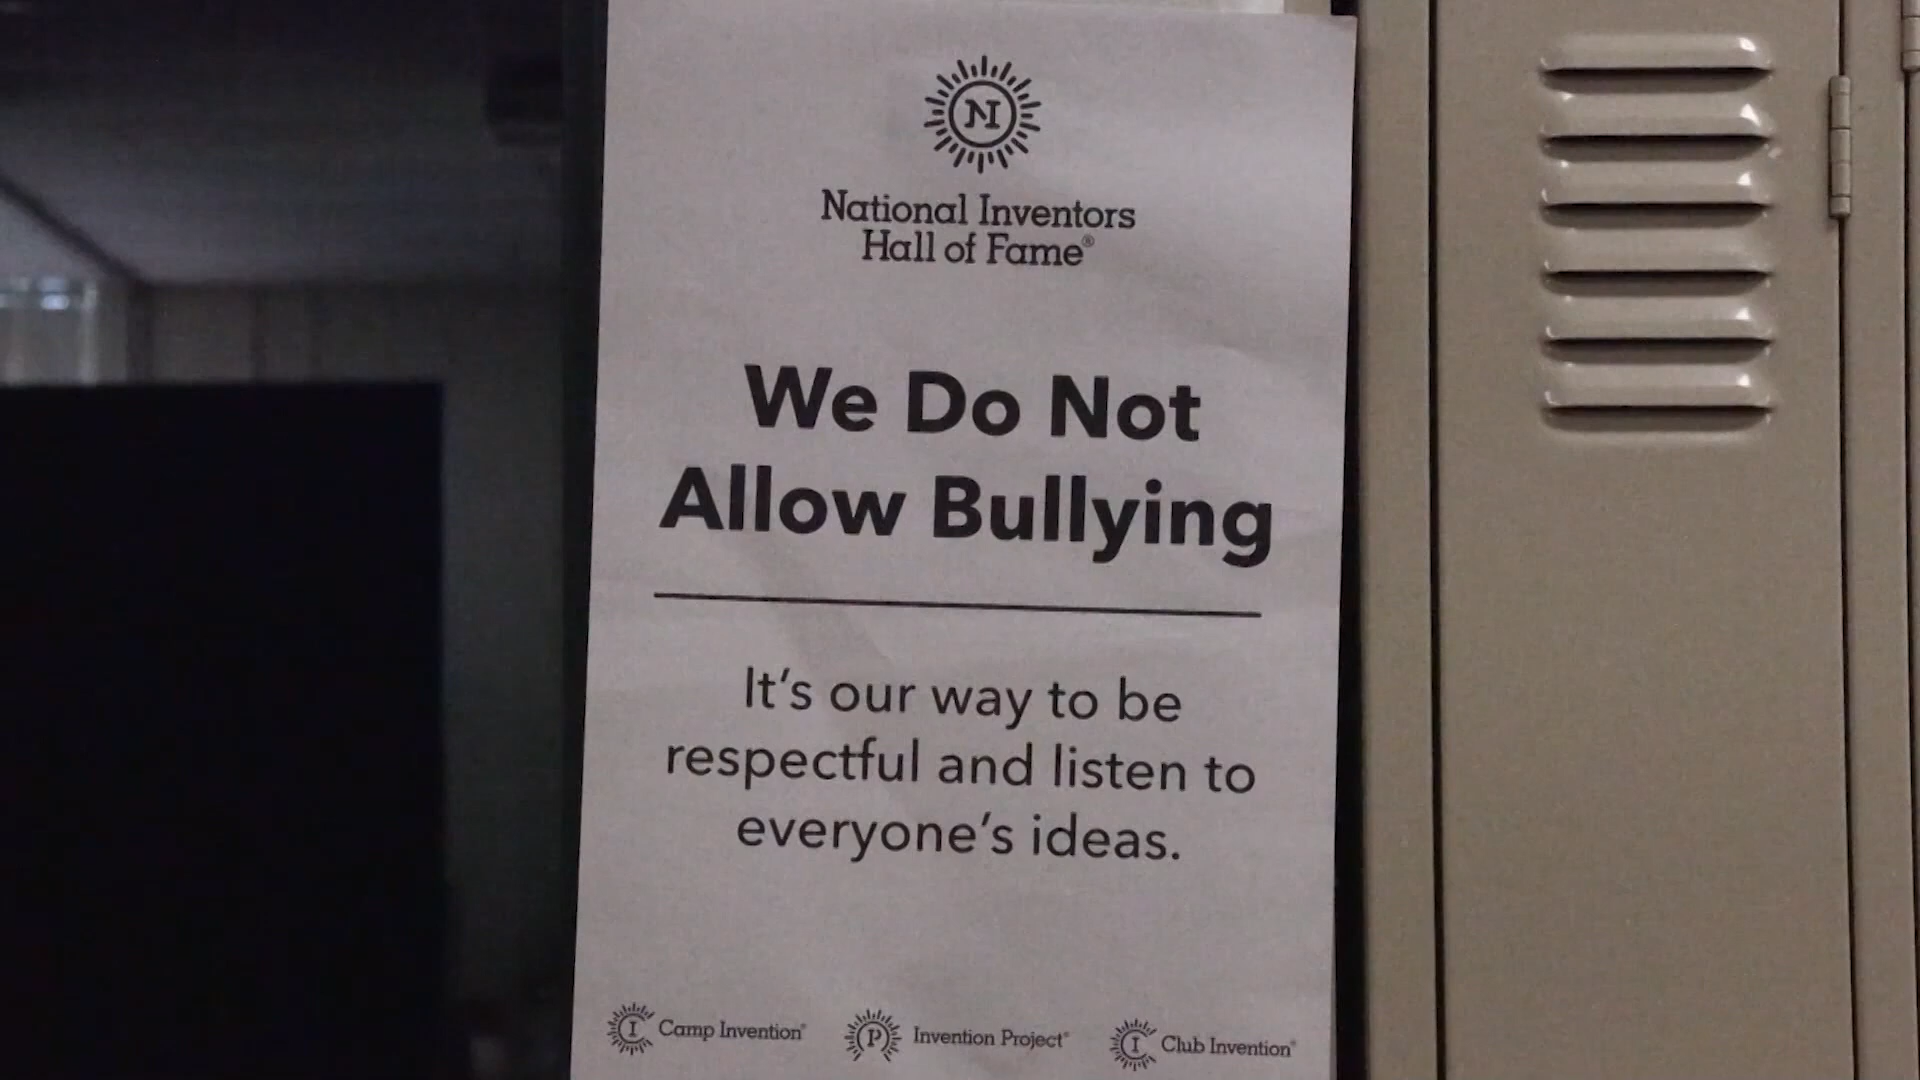 N
National Inventors
Hall of Fame®
We Do Not
Allow Bullying
It's our way to be
respectful and listen to
everyone's ideas.
I Camp Invention® P Invention Project® I Club Invention®